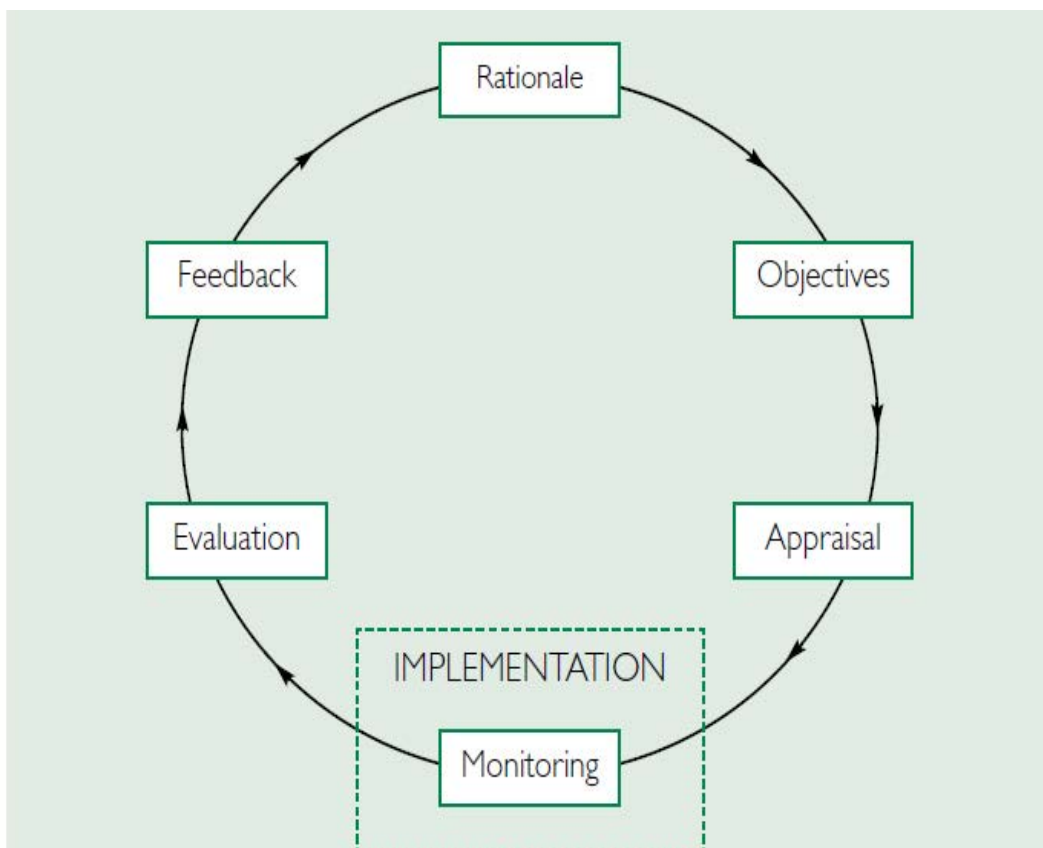 Rationale
Objectives
Appraisal
IMPLEMENTATION
Monitoring
Evaluation
Feedback